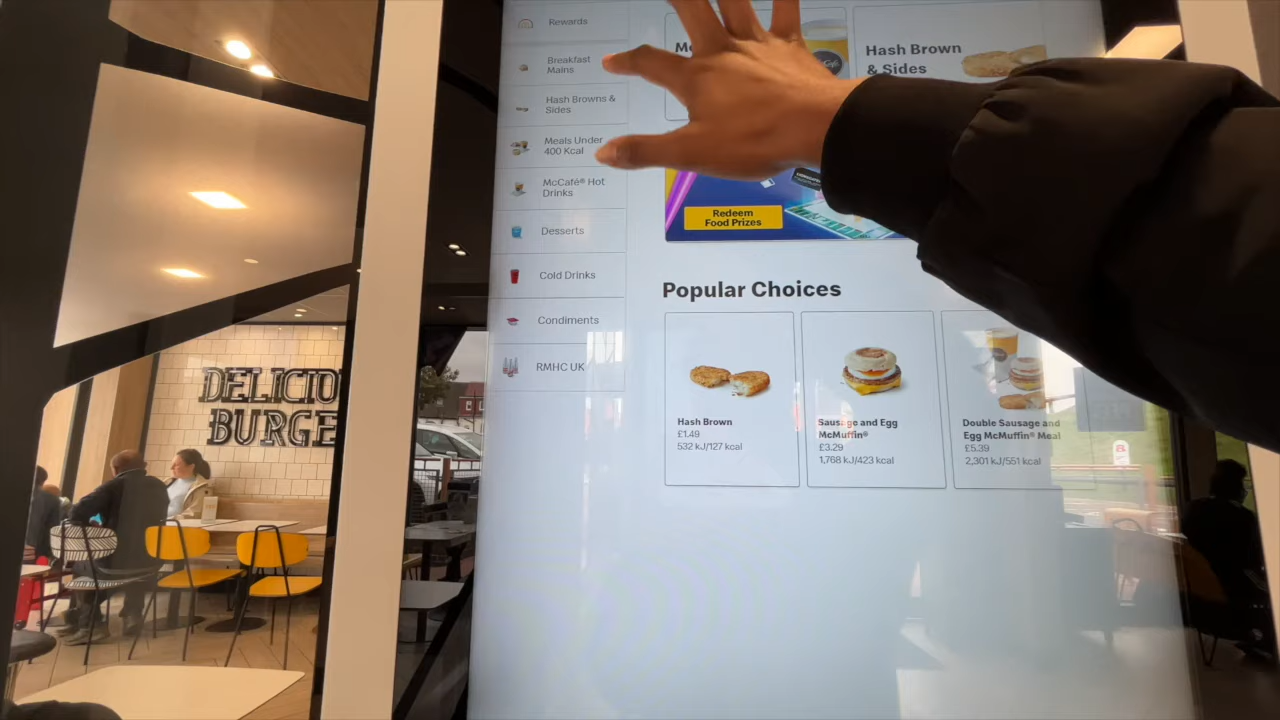 Rewards
Breakfast
Mains
Hash Browns &
Sides
Meals Under
400 Kcal
McCafé® Hot
Drinks
Desserts
Cold Drinks
Condiments
RMHC UK
Hash Brown
& Sides
Redeem
Food Prizes
Popular Choices
Hash Brown
£1.49
532 kJ/127 kcal
Sausage and Egg
McMuffin®
£3.29
1,768 kJ/423 kcal
Double Sausage and
Egg McMuffin® Meal
£5.39
2,301 kJ/551 kcal
DELICIO
BURGE